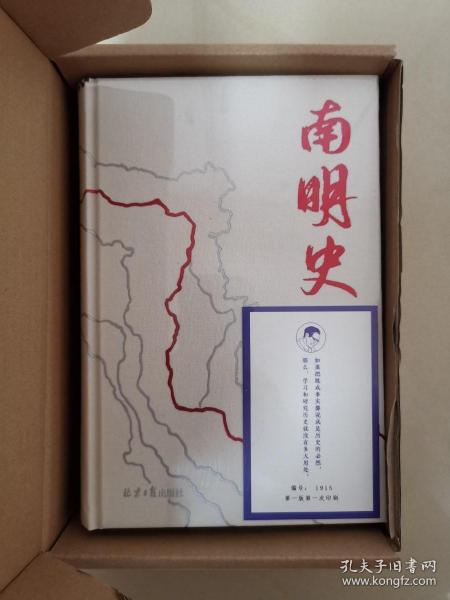 南明史
如果把既成事实都说成是历史的必然，
那么，学习和研究历史就没有多大用处。
编号：1915
第一版第一次印刷
北京日报出版社
孔夫子旧书网
www.kongfz.com